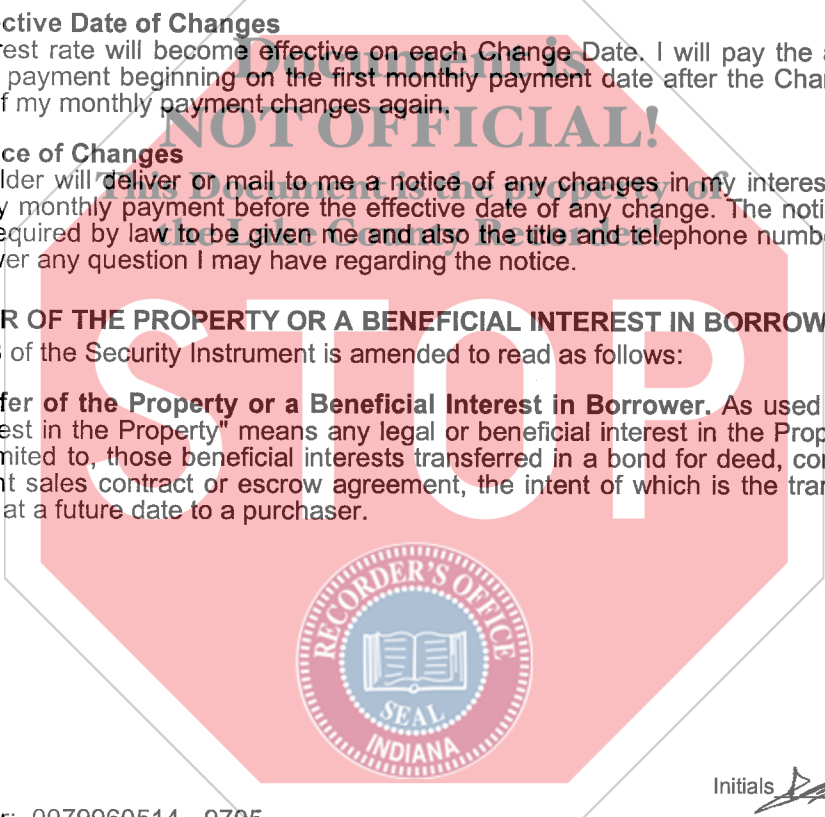 ctive Date of Changes
rest rate will become effective on each Change Date. I will pay the
payment beginning on the first monthly payment date after the Chan
f my monthly payment changes again.
ce of Changes
lder will deliver or mail to me a notice of any changes in my interes
y monthly payment before the effective date of any change. The noti
equired by law to be given me and also the title and telephone numb
er any question I may have regarding the notice.
R OF THE PROPERTY OR A BENEFICIAL INTEREST IN BORROW
of the Security Instrument is amended to read as follows:
fer of the Property or a Beneficial Interest in Borrower. As used
est in the Property" means any legal or beneficial interest in the Prop
mited to, those beneficial interests transferred in a bond for deed, co
nt sales contract or escrow agreement, the intent of which is the tran
at a future date to a purchaser.
Document is
NOT OFFICIAL!
This Document is the property of
the Lake County Recorder!
STOP
RECORDER'S OFFICE
SEAL
INDIANA
Initials